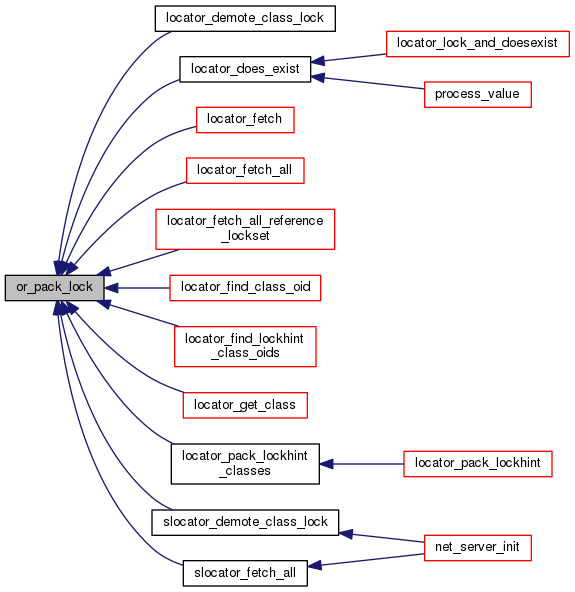 locator_demote_class_lock
locator_does_exist
locator_lock_and_doesexist
process_value
locator_fetch
locator_fetch_all
locator_fetch_all_reference
_lockset
or_pack_lock
locator_find_class_oid
locator_find_lockhint
_class_oids
locator_get_class
locator_pack_lockhint
_classes
locator_pack_lockhint
slocator_demote_class_lock
net_server_init
slocator_fetch_all